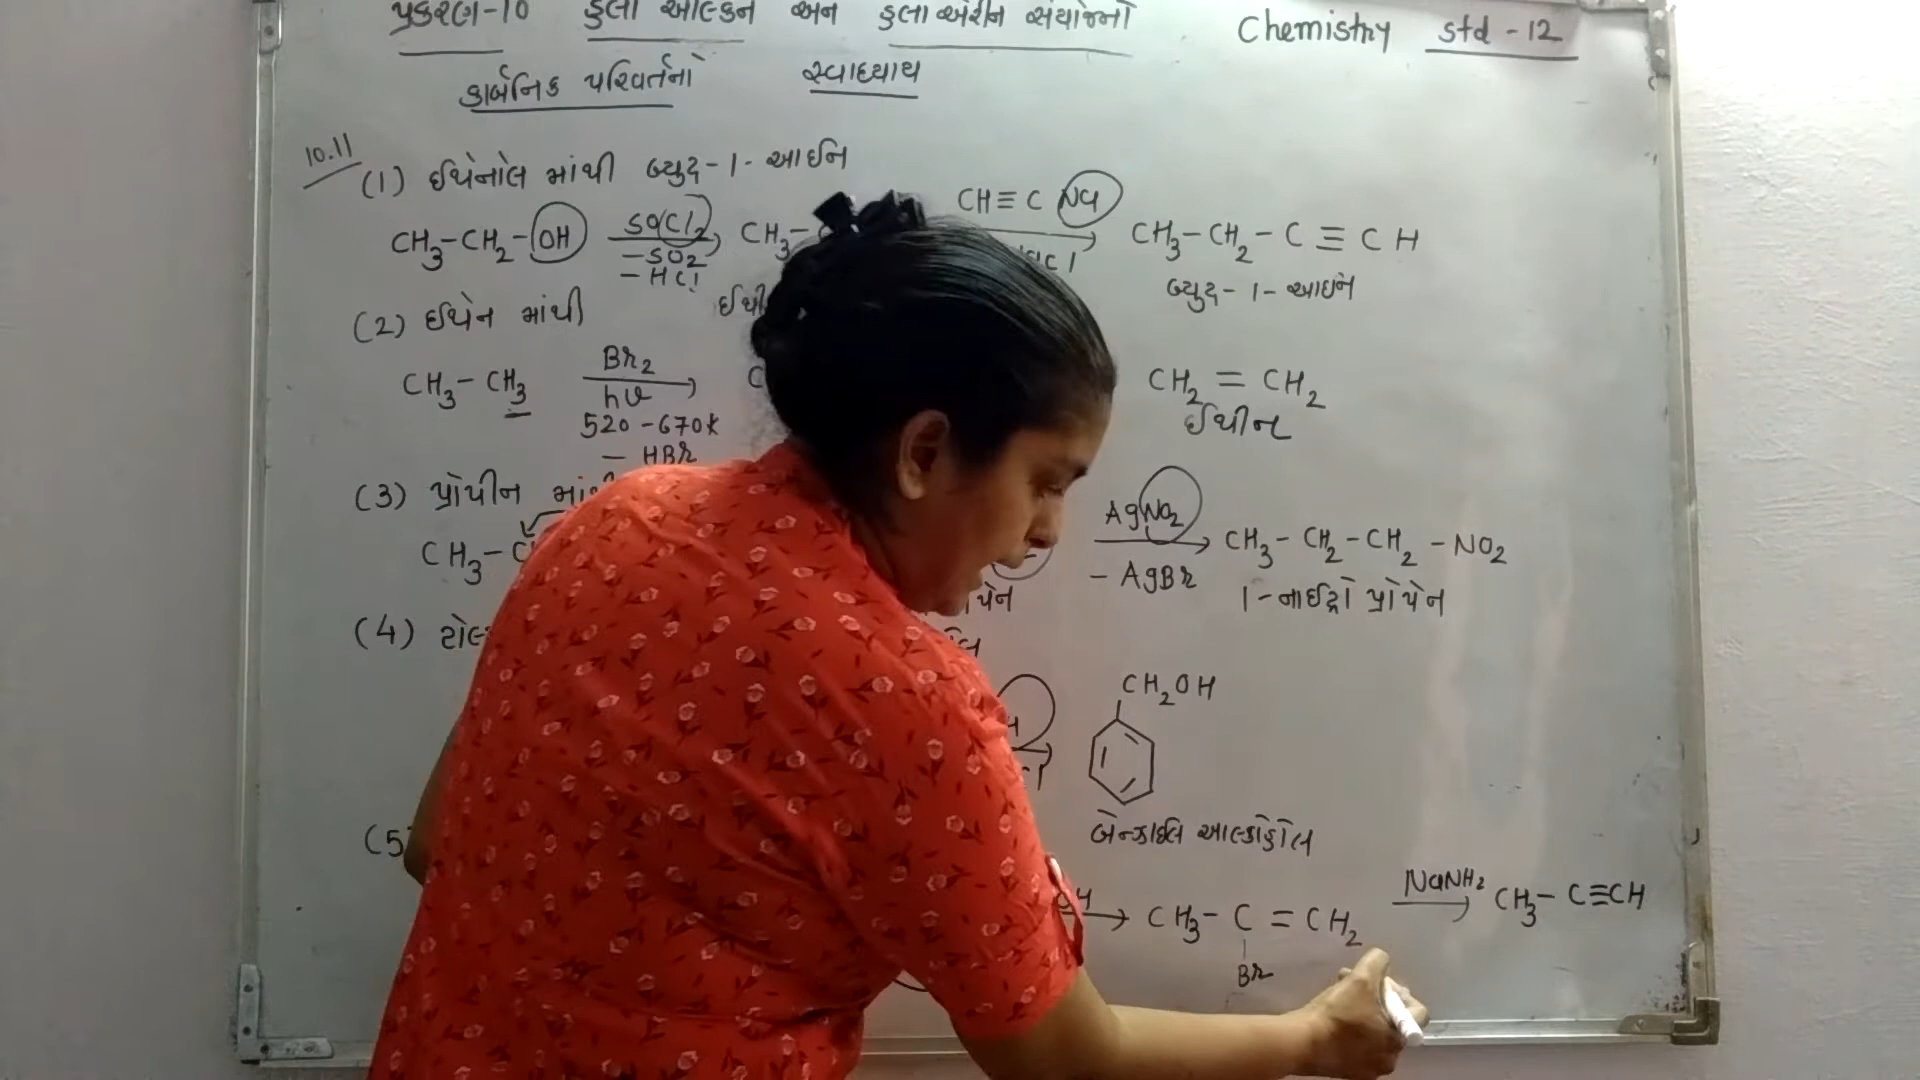 પ્રકરણ-10 હેલો આલ્કેન અને હેલોએરીન સંયોજનો Chemistry std - 12
કાર્બનિક પરિવર્તનો સ્વાધ્યાય
10.11
(1) ઈથેનોલ માંથી બ્યુટ-1-આઈન
CH3-CH2-OH SOCl2 CH3- CH≡C Na CH3-CH2-C≡CH
-SO2
-HCl
બ્યુટ-1-આઇન
(2) ઈથેન માંથી
CH3-CH3 Br2 CH2=CH2
hν ઈથીન
520-670K
- HBr
(3) પ્રોપીન
CH3- AgNO2 CH3-CH2-CH2-NO2
- AgBr 1-નાઈટ્રો પ્રોપેન
(4)
CH2OH
બેન્ઝાઈલ આલ્કોહોલ
(5
CH3-C=CH2 NaNH2 CH3-C≡CH
Br